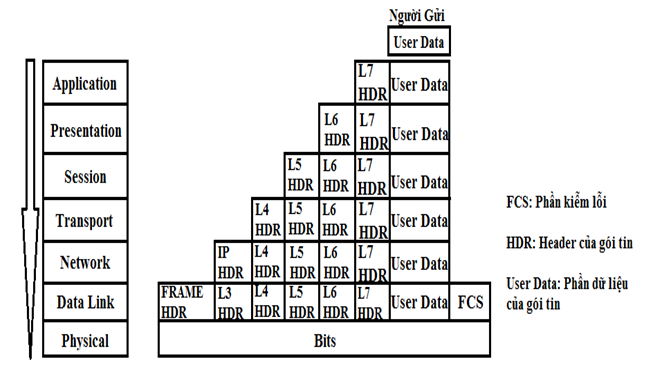 Người Gửi
User Data
Application
L7
HDR
User Data
Presentation
L6
HDR
L7
HDR
User Data
Session
L5
HDR
L6
HDR
L7
HDR
User Data
Transport
L4
HDR
L5
HDR
L6
HDR
L7
HDR
User Data
Network
IP
HDR
L4
HDR
L5
HDR
L6
HDR
L7
HDR
User Data
Data Link
FRAME
HDR
L3
HDR
L4
HDR
L5
HDR
L6
HDR
L7
HDR
User Data
FCS
Physical
Bits
FCS: Phần kiểm lỗi
HDR: Header của gói tin
User Data: Phần dữ liệu
của gói tin